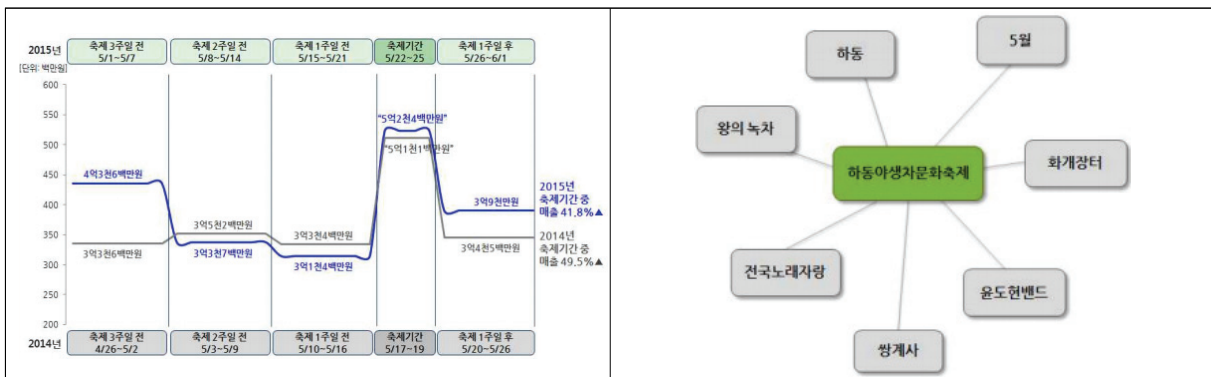 2015년
[단위: 백만원]
축제 3주일 전
5/1~5/7
축제 2주일 전
5/8~5/14
축제 1주일 전
5/15~5/21
축제기간
5/22~25
축제 1주일 후
5/26~6/1
600
550
500
450
400
350
300
250
200
4억3천6백만원
3억3천6백만원
3억5천2백만원
3억3천7백만원
3억3천4백만원
3억1천4백만원
"5억2천4백만원"
"5억1천1백만원"
3억9천만원
3억4천5백만원
2015년
축제기간 중
매출 41.8%▲
2014년
축제기간 중
매출 49.5%▲
2014년
축제 3주일 전
4/26~5/2
축제 2주일 전
5/3~5/9
축제 1주일 전
5/10~5/16
축제기간
5/17~19
축제 1주일 후
5/20~5/26
5월
하동
왕의 녹차
하동야생차문화축제
화개장터
전국노래자랑
윤도현밴드
쌍계사